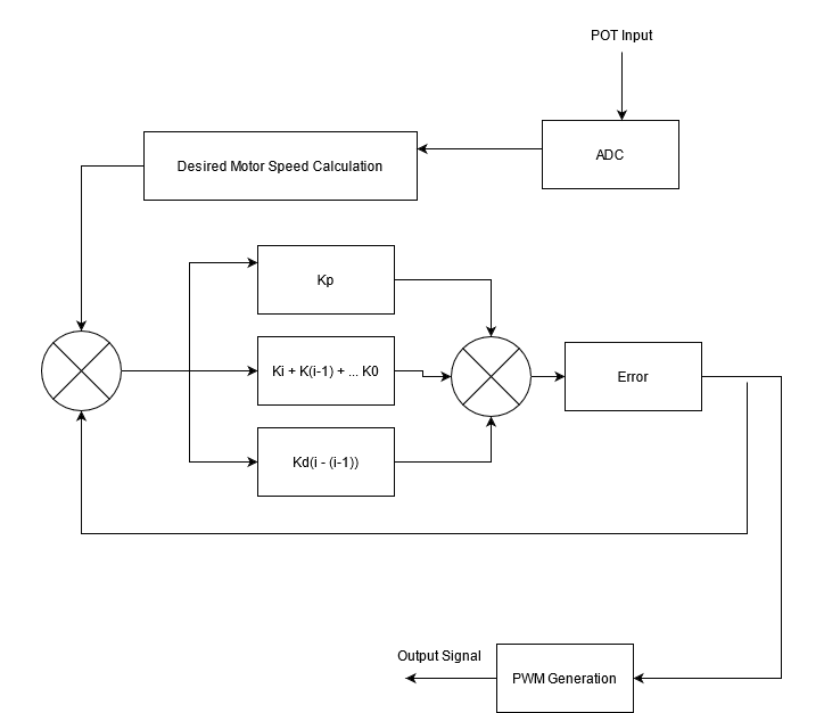 POT Input
ADC
Desired Motor Speed Calculation
Kp
Ki + K(i-1) + ... K0
Error
Kd(i - (i-1))
Output Signal
PWM Generation